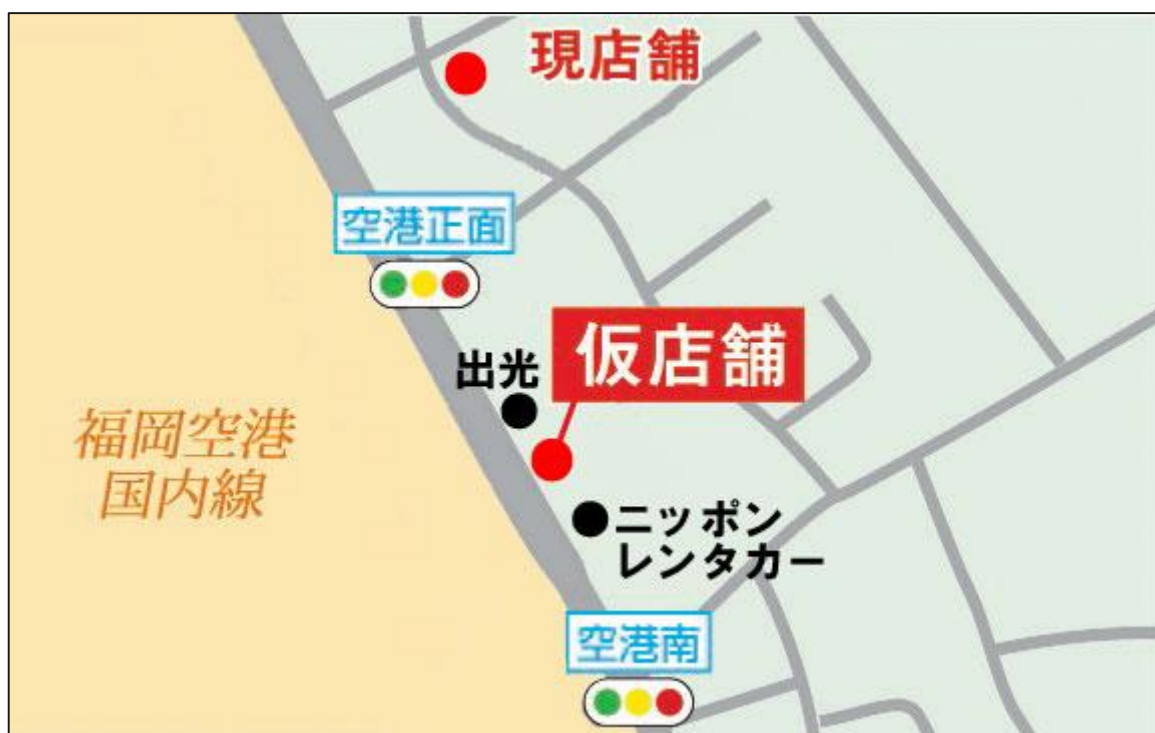 現店舗
空港正面
仮店舗
出光
福岡空港
国内線
ニッポン
レンタカー
空港南